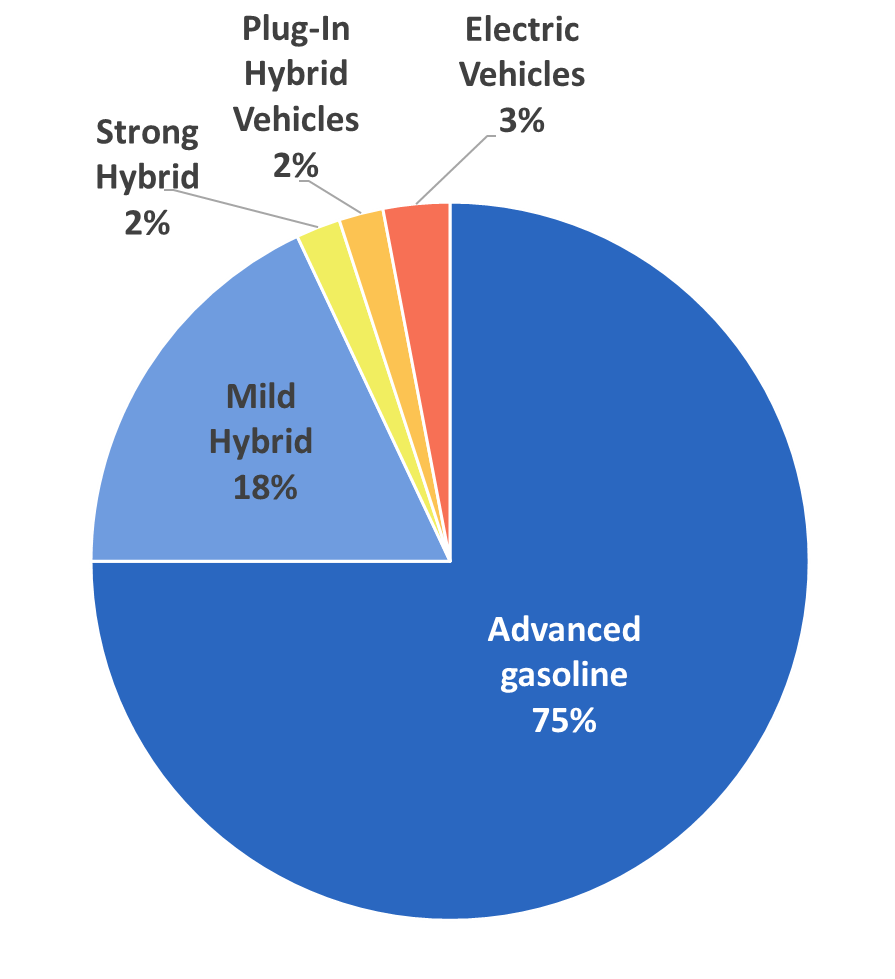 Plug-In
Hybrid
Vehicles
2%
Electric
Vehicles
3%
Strong
Hybrid
2%
Mild
Hybrid
18%
Advanced
gasoline
75%